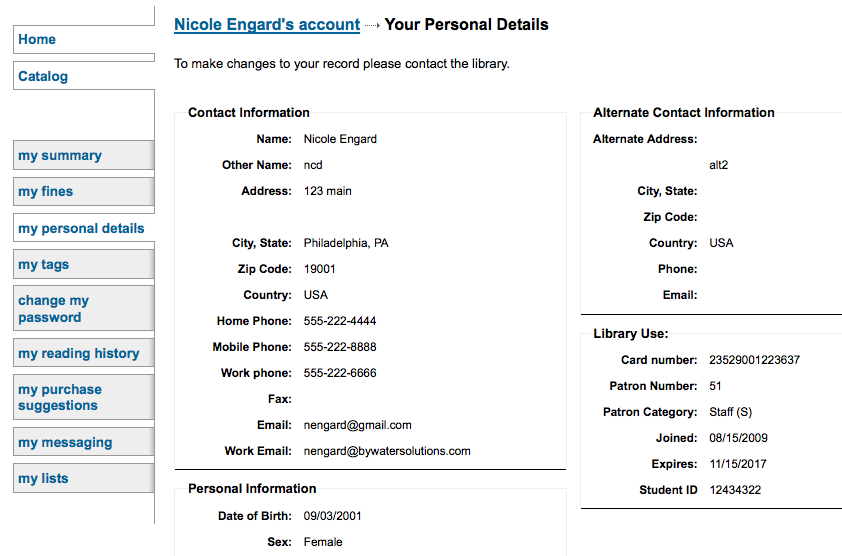 Home
Catalog
my summary
my fines
my personal details
my tags
change my
password
my reading history
my purchase
suggestions
my messaging
my lists
Nicole Engard's account Your Personal Details
To make changes to your record please contact the library.
Contact Information
Name: Nicole Engard
Other Name: ncd
Address: 123 main
City, State: Philadelphia, PA
Zip Code: 19001
Country: USA
Home Phone: 555-222-4444
Mobile Phone: 555-222-8888
Work phone: 555-222-6666
Fax:
Email: nengard@gmail.com
Work Email: nengard@bywatersolutions.com
Personal Information
Date of Birth: 09/03/2001
Sex: Female
Alternate Contact Information
Alternate Address:
alt2
City, State:
Zip Code:
Country: USA
Phone:
Email:
Library Use:
Card number: 23529001223637
Patron Number: 51
Patron Category: Staff (S)
Joined: 08/15/2009
Expires: 11/15/2017
Student ID 12434322